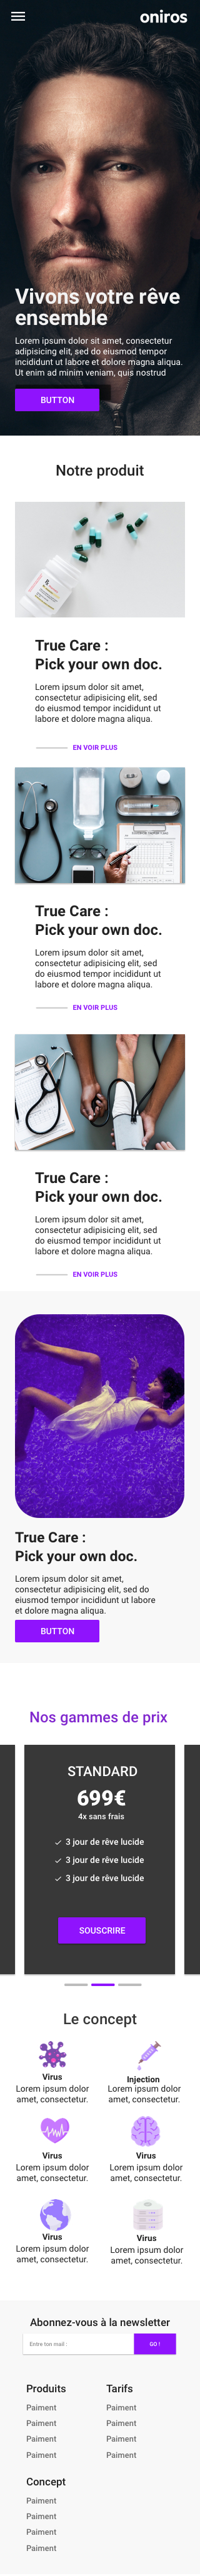 oniros
Vivons votre rêve
ensemble
Lorem ipsum dolor sit amet, consectetur
adipisicing elit, sed do eiusmod tempor
incididunt ut labore et dolore magna aliqua.
Ut enim ad minim veniam, quis nostrud
BUTTON
Notre produit
True Care :
Pick your own doc.
Lorem ipsum dolor sit amet,
consectetur adipisicing elit, sed
do eiusmod tempor incididunt ut
labore et dolore magna aliqua.
EN VOIR PLUS
True Care :
Pick your own doc.
Lorem ipsum dolor sit amet,
consectetur adipisicing elit, sed
do eiusmod tempor incididunt ut
labore et dolore magna aliqua.
EN VOIR PLUS
True Care :
Pick your own doc.
Lorem ipsum dolor sit amet,
consectetur adipisicing elit, sed
do eiusmod tempor incididunt ut
labore et dolore magna aliqua.
EN VOIR PLUS
True Care :
Pick your own doc.
Lorem ipsum dolor sit amet,
consectetur adipisicing elit, sed do
eiusmod tempor incididunt ut labore
et dolore magna aliqua.
BUTTON
Nos gammes de prix
STANDARD
699€
4x sans frais
3 jour de rêve lucide
3 jour de rêve lucide
3 jour de rêve lucide
SOUSCRIRE
Le concept
Virus
Lorem ipsum dolor
amet, consectetur.
Injection
Lorem ipsum dolor
amet, consectetur.
Virus
Lorem ipsum dolor
amet, consectetur.
Virus
Lorem ipsum dolor
amet, consectetur.
Virus
Lorem ipsum dolor
amet, consectetur.
Virus
Lorem ipsum dolor
amet, consectetur.
Abonnez-vous à la newsletter
Entre ton mail :
GO !
Produits
Paiment
Paiment
Paiment
Paiment
Tarifs
Paiment
Paiment
Paiment
Paiment
Concept
Paiment
Paiment
Paiment
Paiment